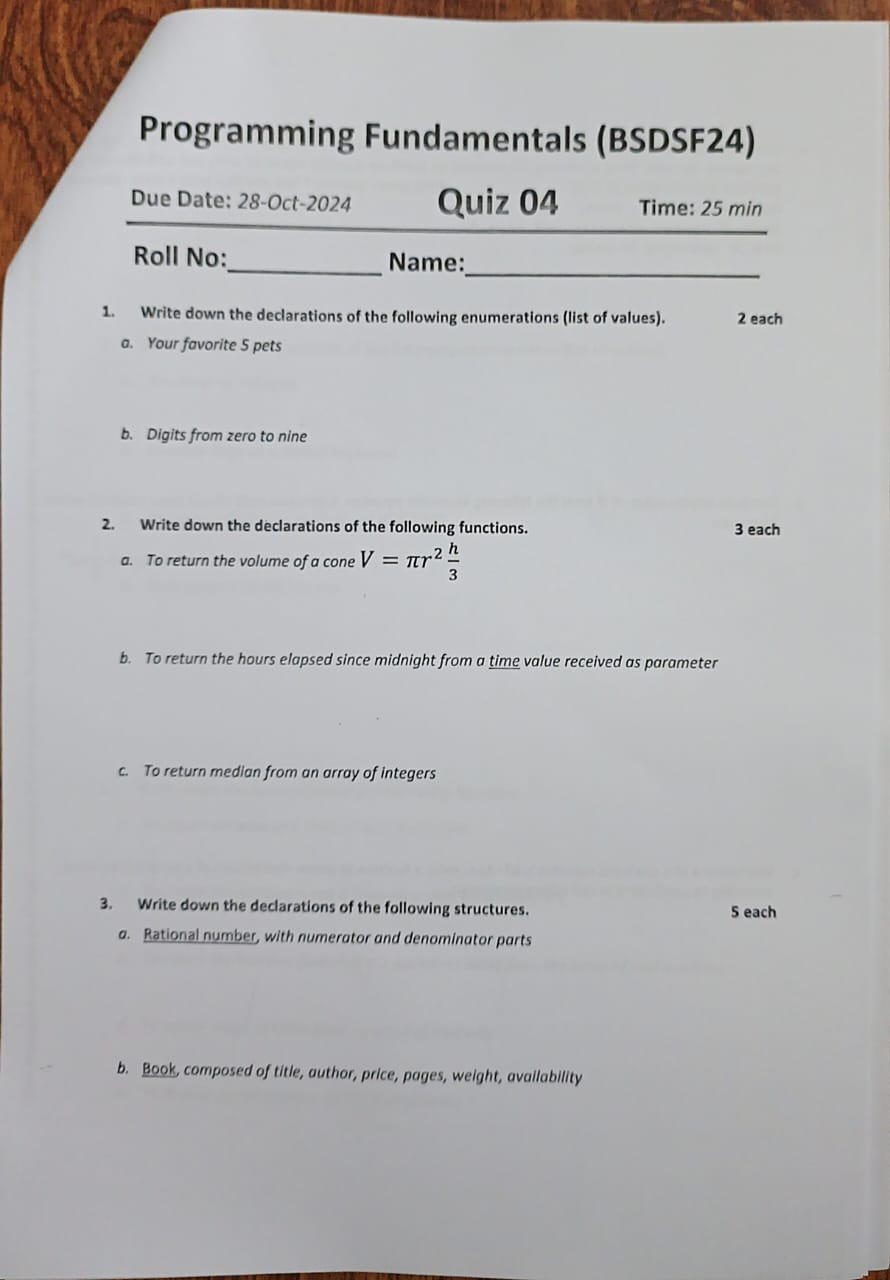 Programming Fundamentals (BSDSF24)
Due Date: 28-Oct-2024 Quiz 04 Time: 25 min
Roll No:____________ Name:_______________________
1. Write down the declarations of the following enumerations (list of values). 2 each
a. Your favorite 5 pets
b. Digits from zero to nine
2. Write down the declarations of the following functions. 3 each
a. To return the volume of a cone V = πr² h/3
b. To return the hours elapsed since midnight from a time value received as parameter
c. To return median from an array of integers
3. Write down the declarations of the following structures. 5 each
a. Rational number, with numerator and denominator parts
b. Book, composed of title, author, price, pages, weight, availability